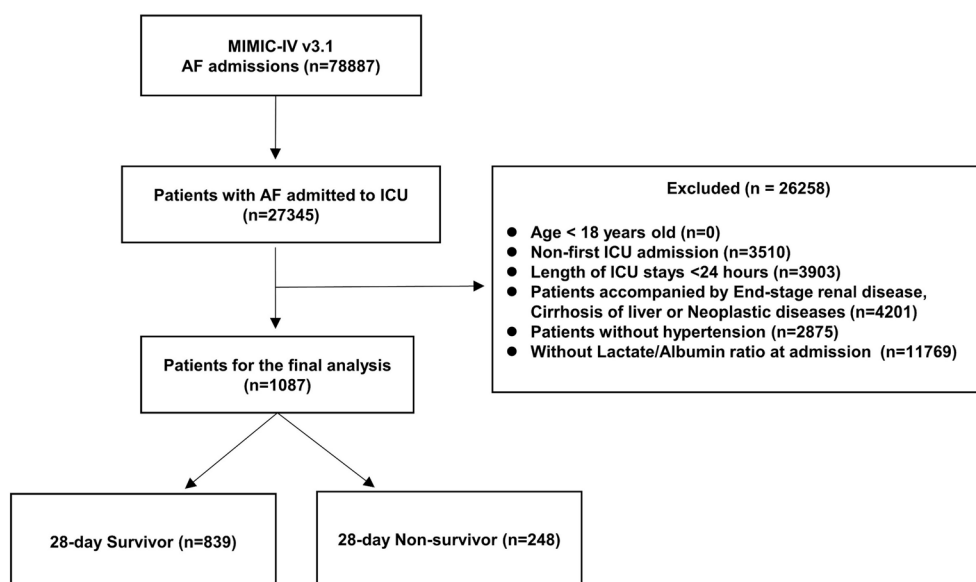 MIMIC-IV v3.1
AF admissions (n=78887)
Patients with AF admitted to ICU
(n=27345)
Excluded (n = 26258)
● Age < 18 years old (n=0)
● Non-first ICU admission (n=3510)
● Length of ICU stays <24 hours (n=3903)
● Patients accompanied by End-stage renal disease,
Cirrhosis of liver or Neoplastic diseases (n=4201)
● Patients without hypertension (n=2875)
● Without Lactate/Albumin ratio at admission (n=11769)
Patients for the final analysis
(n=1087)
28-day Survivor (n=839)
28-day Non-survivor (n=248)